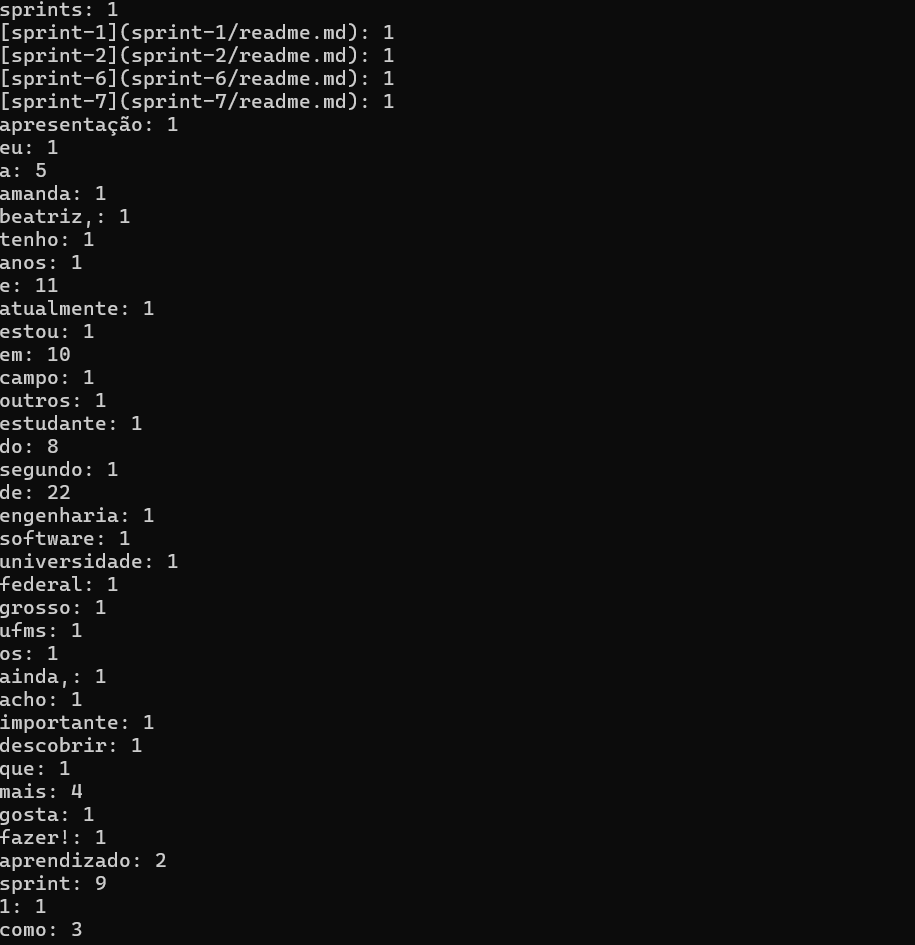 sprints: 1
[sprint-1](sprint-1/readme.md): 1
[sprint-2](sprint-2/readme.md): 1
[sprint-6](sprint-6/readme.md): 1
[sprint-7](sprint-7/readme.md): 1
apresentação: 1
eu: 1
a: 5
amanda: 1
beatriz,: 1
tenho: 1
anos: 1
e: 11
atualmente: 1
estou: 1
em: 10
campo: 1
outros: 1
estudante: 1
do: 8
segundo: 1
de: 22
engenharia: 1
software: 1
universidade: 1
federal: 1
grosso: 1
ufms: 1
os: 1
ainda,: 1
acho: 1
importante: 1
descobrir: 1
que: 1
mais: 4
gosta: 1
fazer!: 1
aprendizado: 2
sprint: 9
1: 1
como: 3